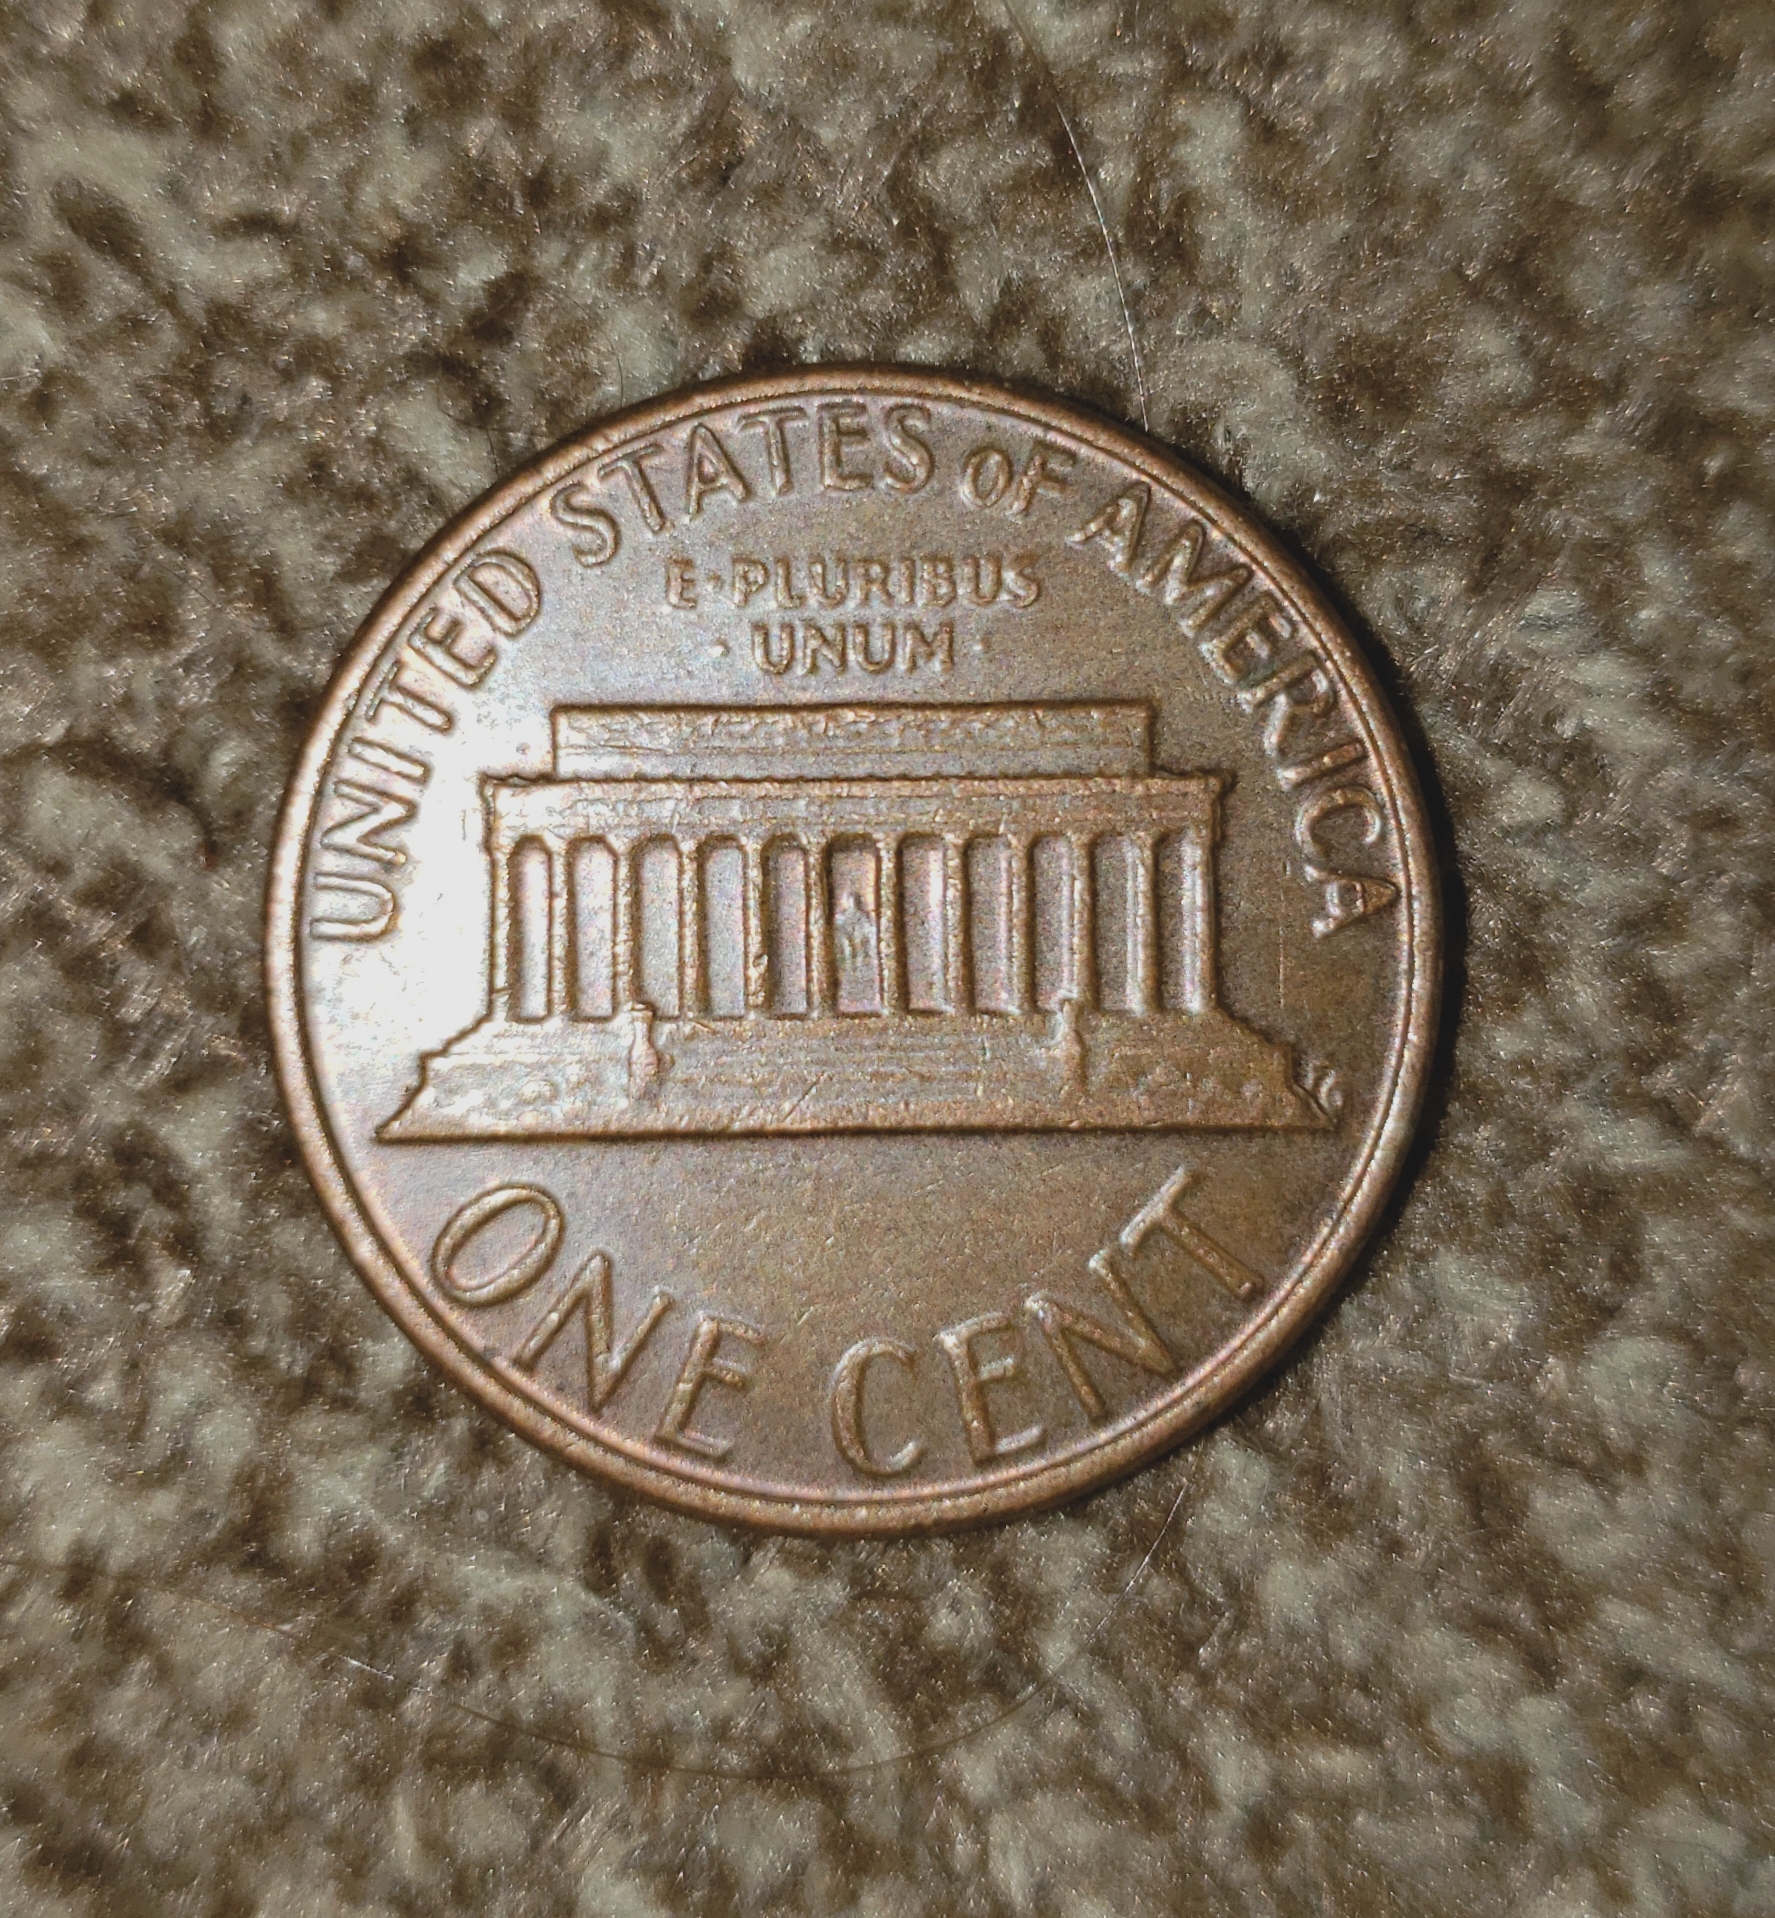 UNITED STATES OF AMERICA
E·PLURIBUS
·UNUM·
ONE CENT